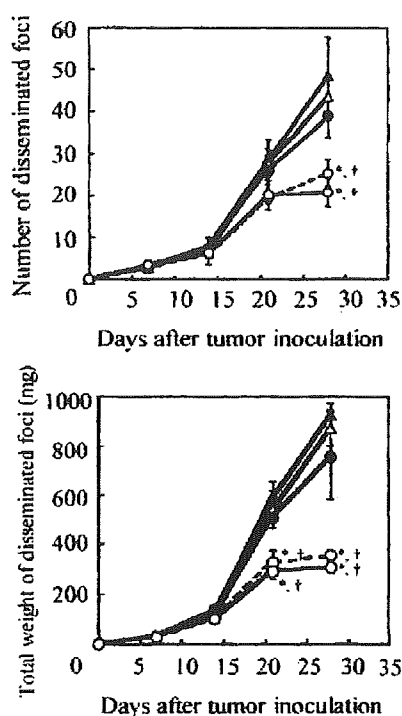 Number of disseminated foci
60
50
40
30
20
10
0 5 10 15 20 25 30 35
*, †
*, †
Days after tumor inoculation
Total weight of disseminated foci (mg)
1000
800
600
400
200
0 5 10 15 20 25 30 35
*, † *, †
*, †
*, †
Days after tumor inoculation